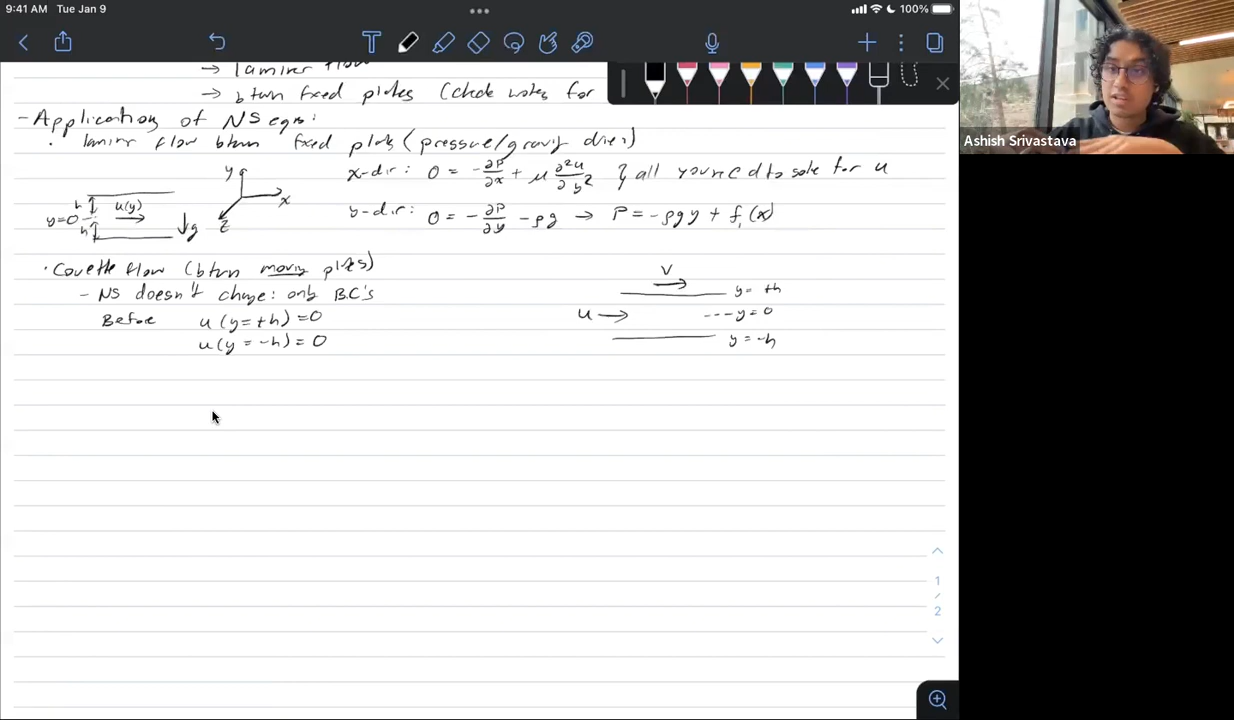 9:41 AM Tue Jan 9
100%
→ laminar flow
→ btwn fixed plates (check notes for
- Application of NS eqns:
· laminar flow btwn fixed plates (pressure/gravity driven)
x-dir: 0 = -∂P/∂x + μ ∂²u/∂y² } all you need to solve for u
y-dir: 0 = -∂P/∂y - ρg → P = -ρgy + f₁(x)
y
x
z
y=0
h
h
u(y)
g
· Couette flow (btwn moving plates)
- NS doesn't change: only B.C's
Before u(y=+h)=0
u(y=-h)=0
V
y=+h
u →
---y=0
y=-h
Ashish Srivastava
1
/
2